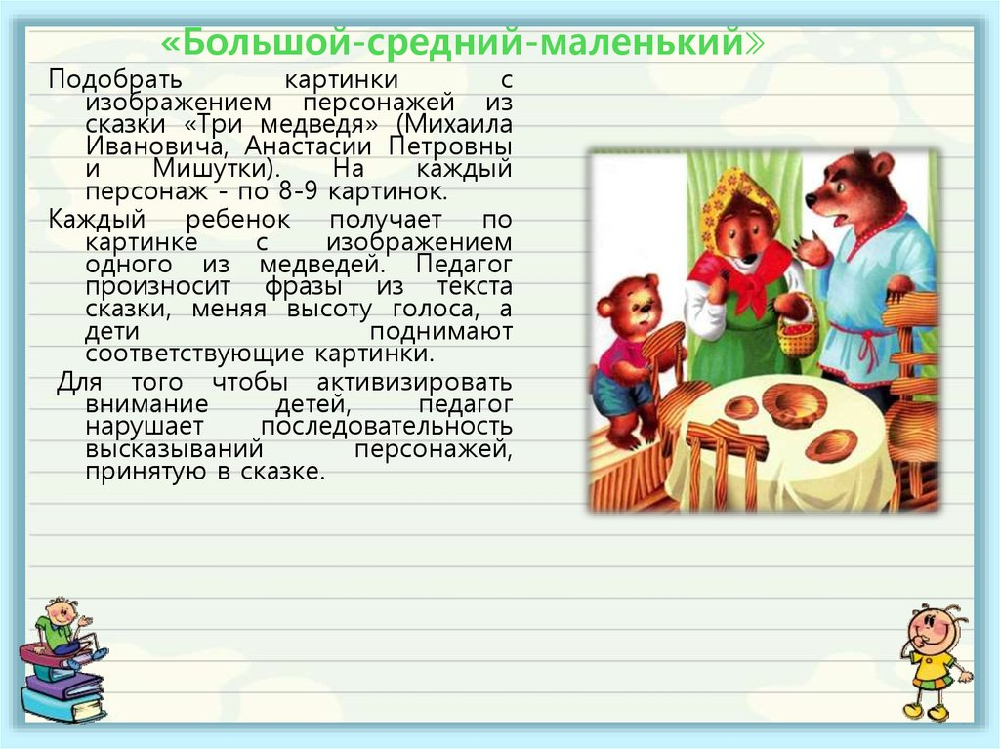 «Большой-средний-маленький»
Подобрать картинки с
изображением персонажей из
сказки «Три медведя» (Михаила
Ивановича, Анастасии Петровны
и Мишутки). На каждый
персонаж - по 8-9 картинок.
Каждый ребенок получает по
картинке с изображением
одного из медведей. Педагог
произносит фразы из текста
сказки, меняя высоту голоса, а
дети поднимают
соответствующие картинки.
Для того чтобы активизировать
внимание детей, педагог
нарушает последовательность
высказываний персонажей,
принятую в сказке.